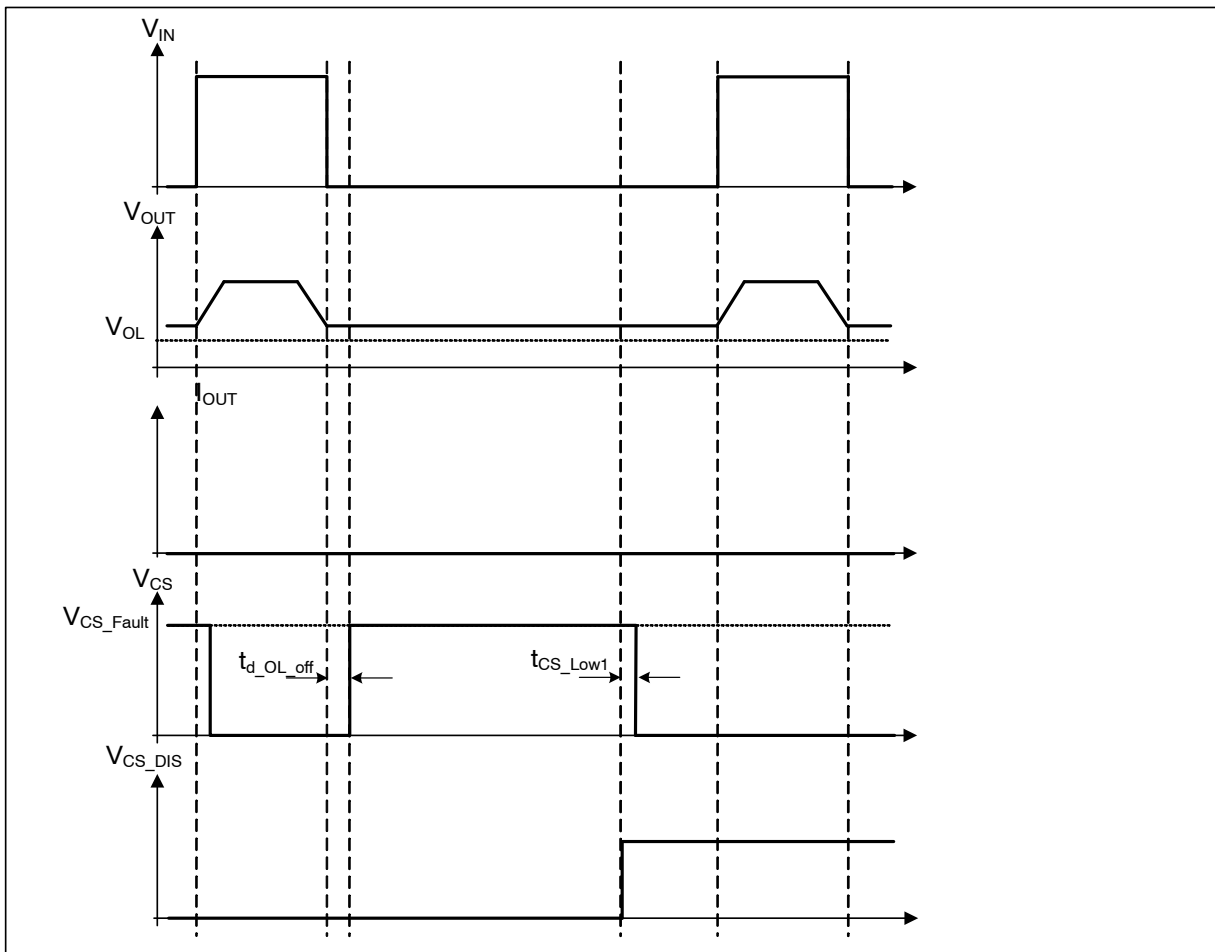 VIN
VOUT
VOL
IOUT
VCS
VCS_Fault
td_OL_off
tCS_Low1
VCS_DIS